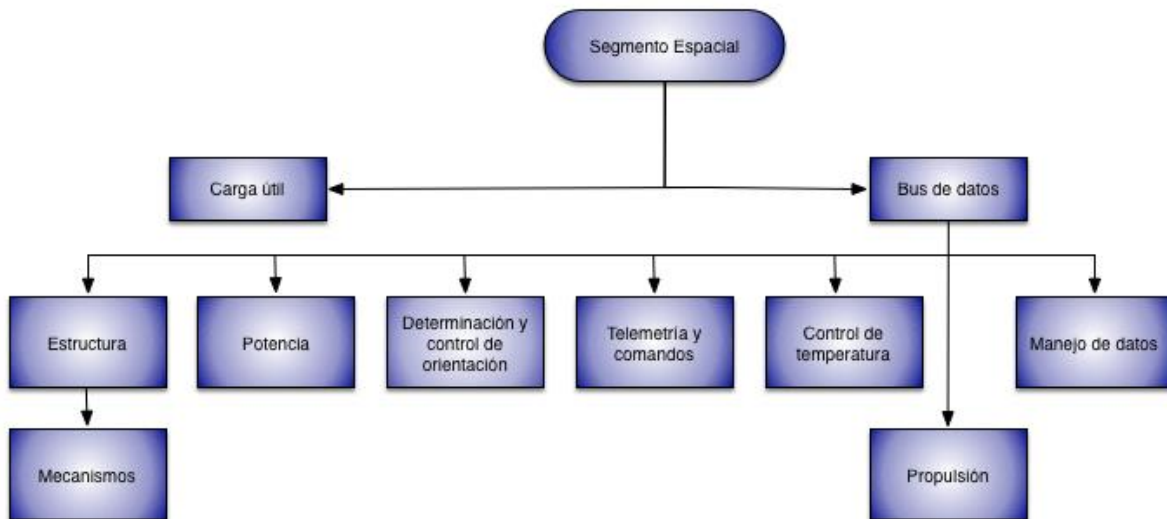 Segmento Espacial
Carga útil
Bus de datos
Estructura
Potencia
Determinación y
control de
orientación
Telemetría y
comandos
Control de
temperatura
Manejo de datos
Mecanismos
Propulsión